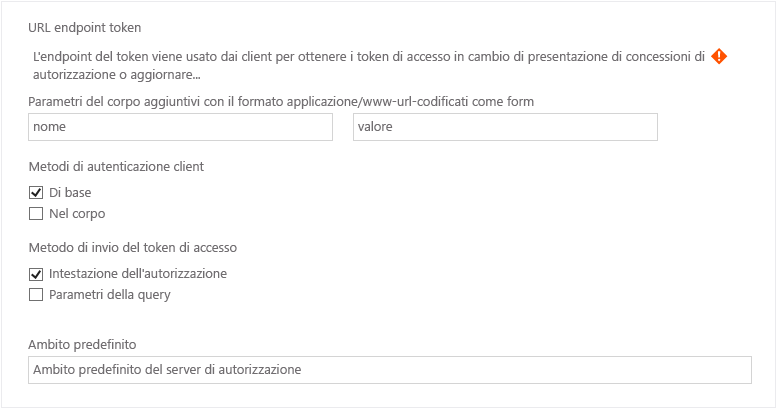 URL endpoint token
L'endpoint del token viene usato dai client per ottenere i token di accesso in cambio di presentazione di concessioni di
autorizzazione o aggiornare...
Parametri del corpo aggiuntivi con il formato applicazione/www-url-codificati come form
nome valore
Metodi di autenticazione client
Di base
Nel corpo
Metodo di invio del token di accesso
Intestazione dell'autorizzazione
Parametri della query
Ambito predefinito
Ambito predefinito del server di autorizzazione